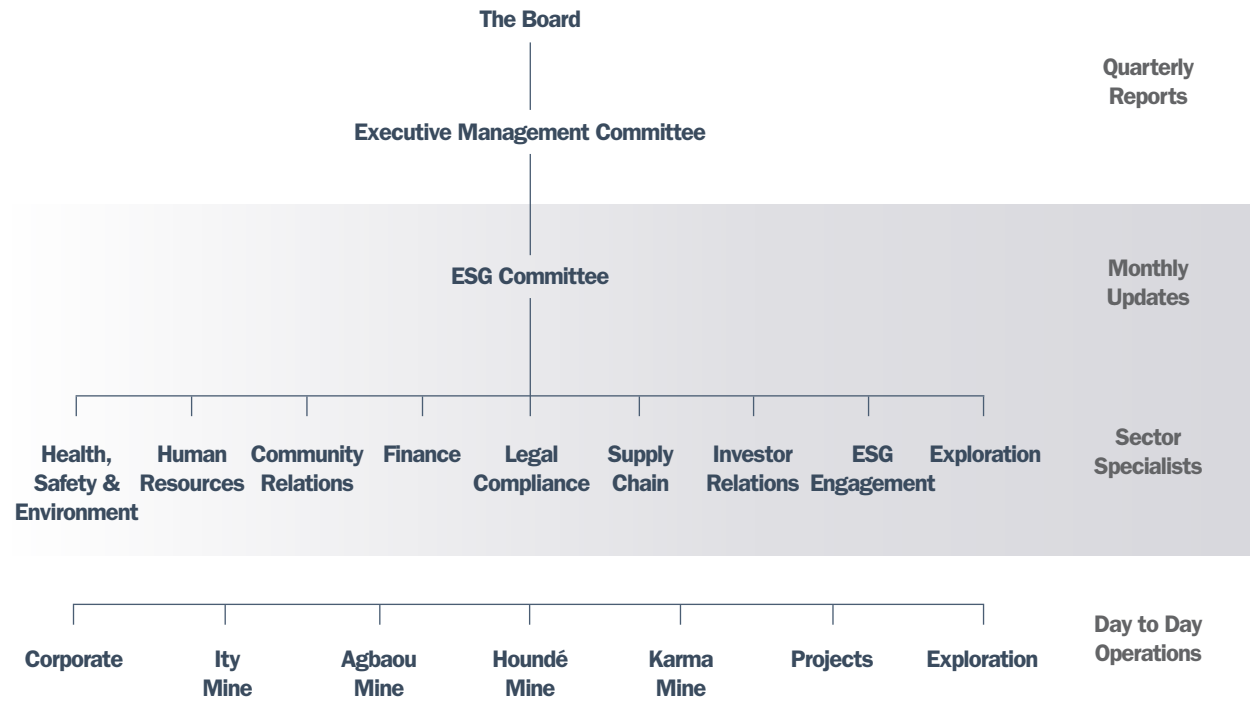 The Board
Quarterly
Reports
Executive Management Committee
ESG Committee
Monthly
Updates
Health,
Safety &
Environment
Human
Resources
Community
Relations
Finance
Legal
Compliance
Supply
Chain
Investor
Relations
ESG
Engagement
Exploration
Sector
Specialists
Corporate
Ity
Mine
Agbaou
Mine
Houndé
Mine
Karma
Mine
Projects
Exploration
Day to Day
Operations